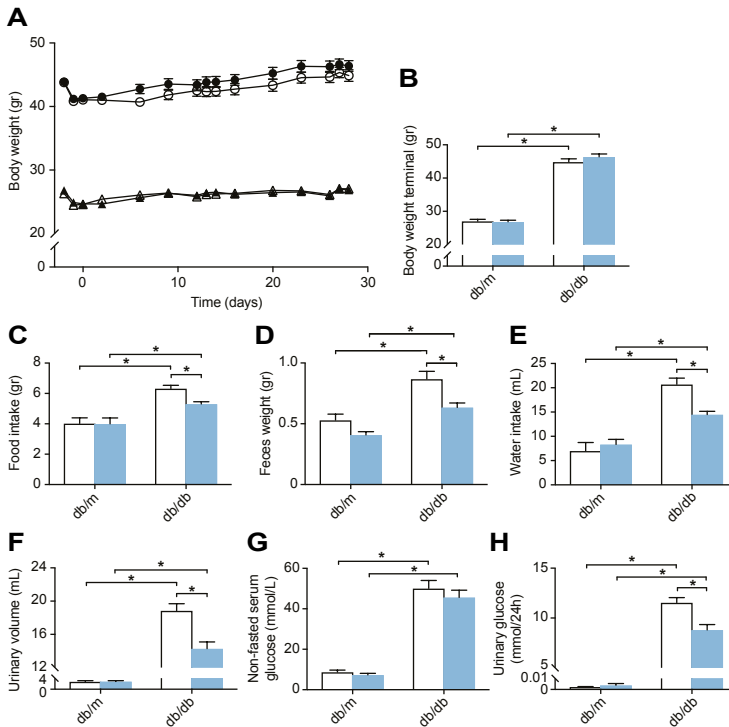 A
Body weight (gr)
50
40
30
20
0
0
10
20
30
Time (days)
B
Body weight terminal (gr)
50
40
30
20
0
*
*
db/m
db/db
C
Food intake (gr)
8
6
4
2
0
*
*
*
db/m
db/db
D
Feces weight (gr)
1.0
0.5
0
*
*
*
db/m
db/db
E
Water intake (mL)
25
20
15
10
5
0
*
*
*
db/m
db/db
F
Urinary volume (mL)
24
20
16
12
4
0
*
*
*
db/m
db/db
G
Non-fasted serum
glucose (mmol/L)
60
40
20
0
*
*
db/m
db/db
H
Urinary glucose
(mmol/24h)
15
10
5
0.01
0
*
*
*
db/m
db/db